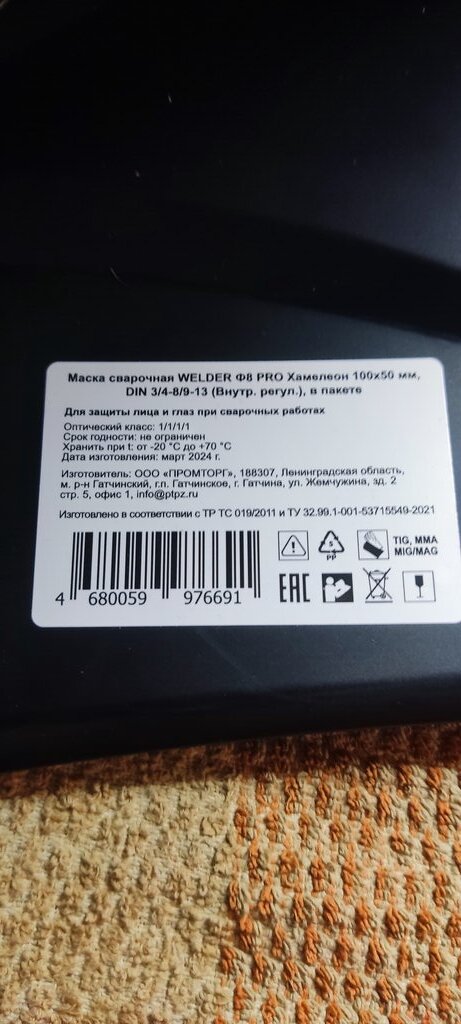 Маска сварочная WELDER Ф8 PRO Хамелеон 100x50 мм,
DIN 3/4-8/9-13 (Внутр. регул.), в пакете
Для защиты лица и глаз при сварочных работах
Оптический класс: 1/1/1/1
Срок годности: не ограничен
Хранить при t: от -20 °C до +70 °C
Дата изготовления: март 2024 г.
Изготовитель: ООО «ПРОМТОРГ», 188307, Ленинградская область,
м. р-н Гатчинский, г.п. Гатчинское, г. Гатчина, ул. Жемчужина, зд. 2
стр. 5, офис 1, info@ptpz.ru
Изготовлено в соответствии с ТР ТС 019/2011 и ТУ 32.99.1-001-53715549-2021
5
PP
TIG, MMA
MIG/MAG
EAC
4 680059 976691